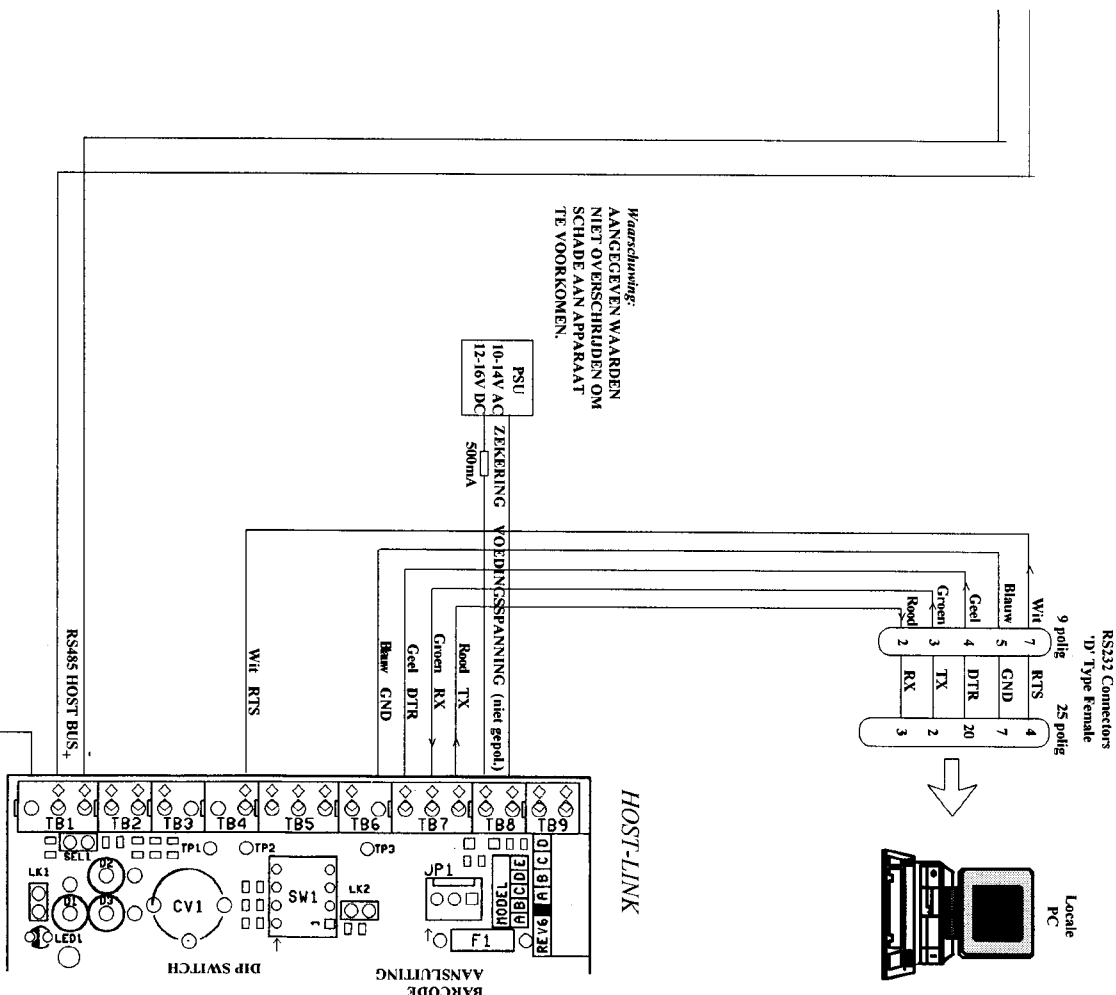 RS232 Connectors
'D' Type Female
9 polig
25 polig
Wit 7 RTS 4
Blauw 5 GND 7
Geel 4 DTR 20
Groen 3 TX 2
Rood 2 RX 3
Locale
PC
Waarschuwing:
AANGEGEVEN WAARDEN
NIET OVERSCHRIJDEN OM
SCHADE AAN APPARAAT
TE VOORKOMEN.
PSU
10-14V AC
12-16V DC
ZEKERING VOEDINGSSPANNING (niet gepol.)
500mA
Rood TX
Groen RX
Geel DTR
Blauw GND
Wit RTS
RS485 HOST BUS+
HOST-LINK
TB1 TB2 TB3 TB4 TB5 TB6 TB7 TB8 TB9
SEL1
TP1
TP2
TP3
LK1
D2
D1
D3
LED1
CV1
SW1
LK2
JP1
F1
MODEL
ABCDE
REV6 ABCD
DIP SWITCH
BARCODE
AANSLUITING